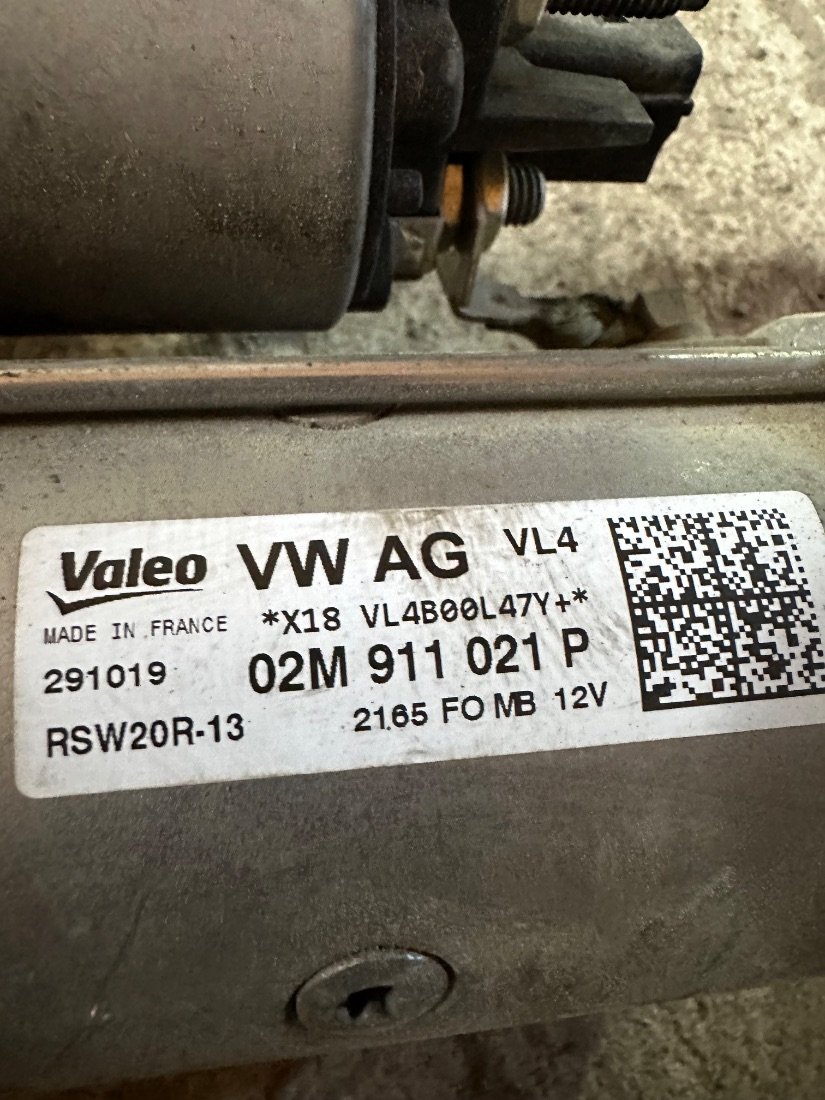 Valeo VW AG VL4
MADE IN FRANCE *X18 VL4B00L47Y+*
291019 02M 911 021 P
RSW20R-13 2165 FO MB 12V